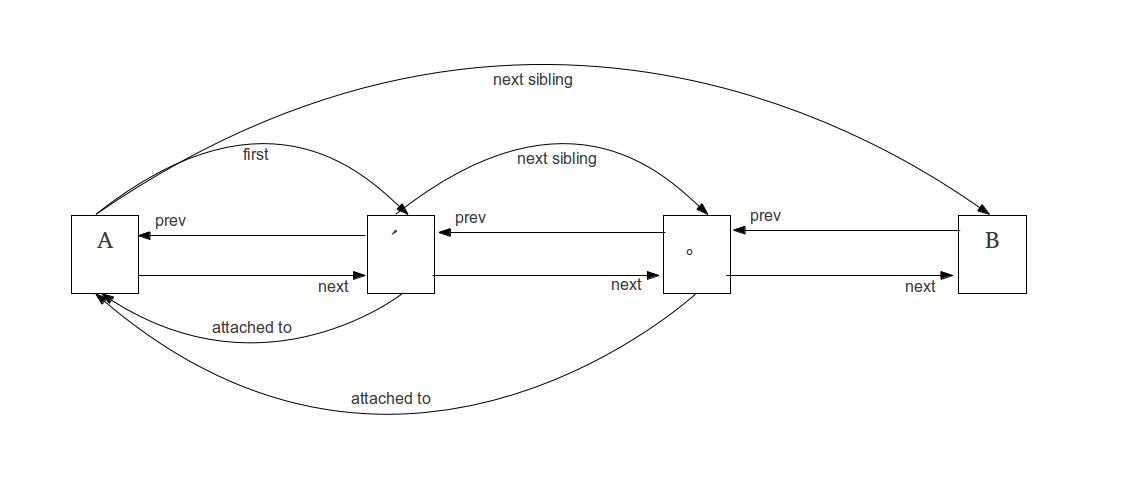 next sibling
first
next sibling
prev
prev
prev
A
´
°
B
next
next
next
attached to
attached to